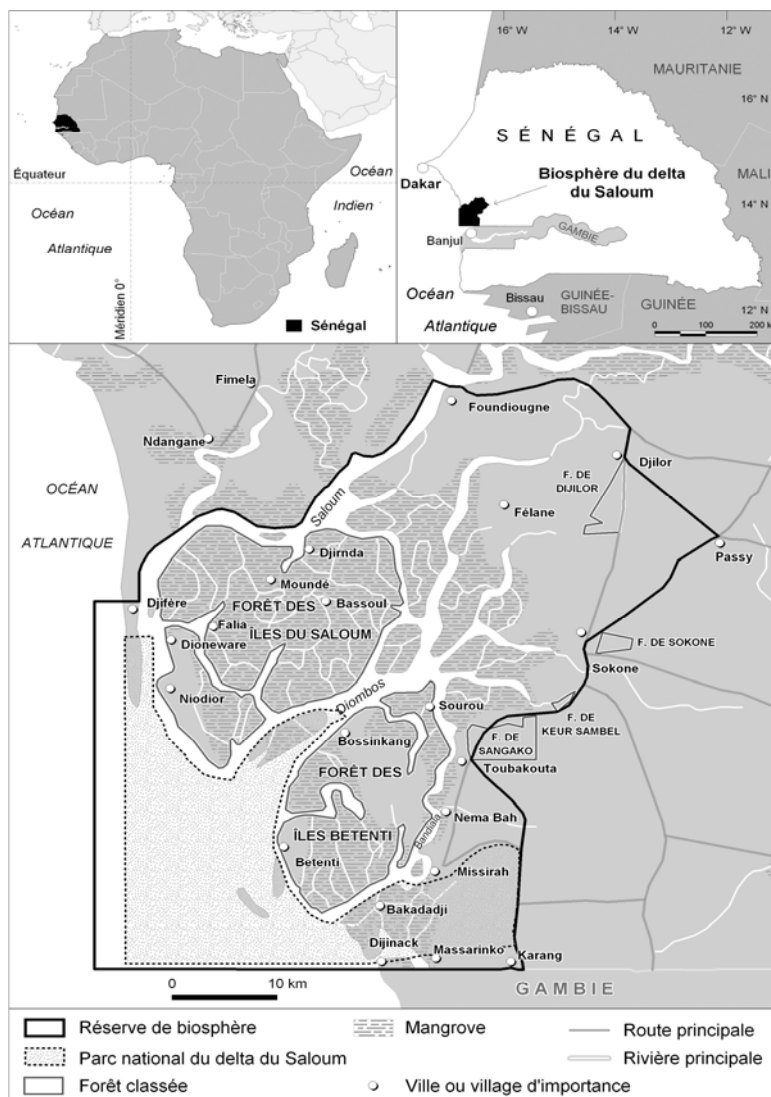 Équateur
Océan
Indien
Océan
Atlantique
Méridien 0°
Sénégal
16° W
14° W
12° W
MAURITANIE
16° N
SÉNÉGAL
Biosphère du delta
du Saloum
Dakar
MALI
14° N
Banjul
GAMBIE
Océan
Atlantique
Bissau
GUINÉE-
BISSAU
GUINÉE
12° N
0 100 200 km
Fimela
Foundiougne
Ndangane
Djilor
OCÉAN
F. DE
DIJILOR
Saloum
Félane
ATLANTIQUE
Djirnda
Passy
Moundé
FORÊT DES
Bassoul
Djifère
Falia
ÎLES DU SALOUM
Dioneware
F. DE SOKONE
Sokone
Niodior
Diombos
Sourou
F. DE
KEUR SAMBEL
Bossinkang
F. DE
SANGAKO
FORÊT DES
Toubakouta
Bandiala
Nema Bah
ÎLES BETENTI
Betenti
Missirah
Bakadadji
Dijinack
Massarinko
Karang
0 10 km
GAMBIE
Réserve de biosphère
Mangrove
Route principale
Parc national du delta du Saloum
Rivière principale
Forêt classée
Ville ou village d'importance